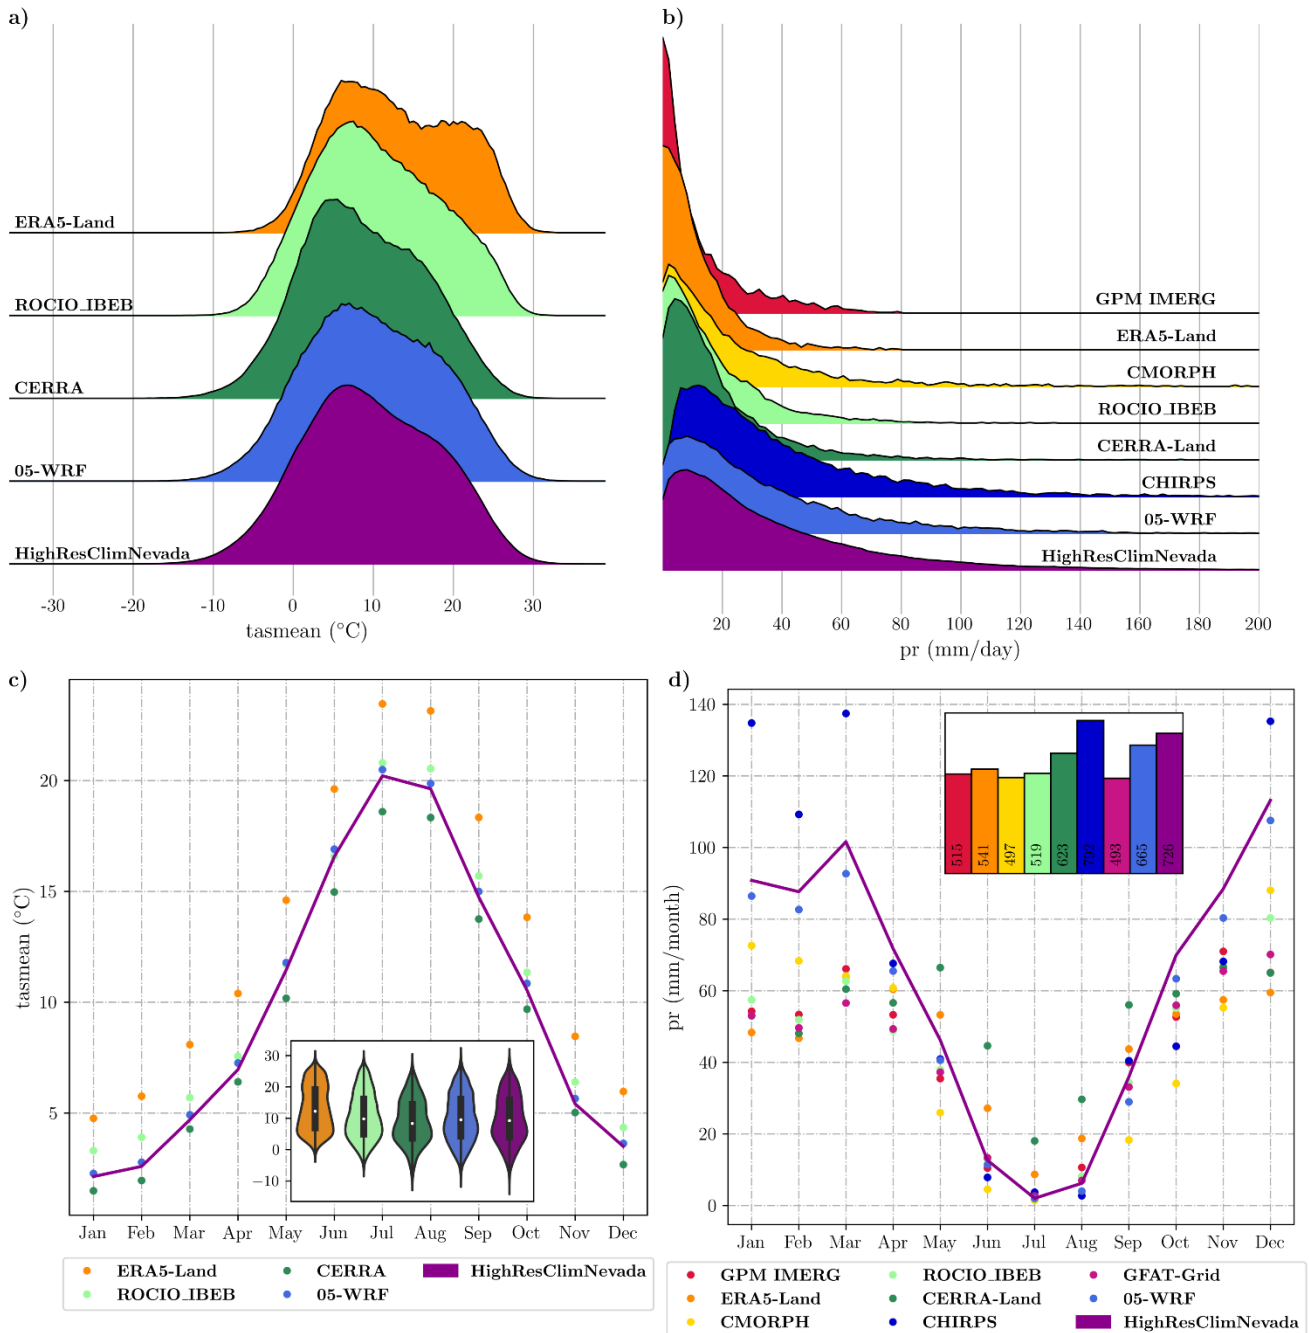 a)
ERA5-Land
ROCIO_IBEB
CERRA
05-WRF
HighResClimNevada
-30 -20 -10 0 10 20 30
tasmean (°C)
b)
GPM IMERG
ERA5-Land
CMORPH
ROCIO_IBEB
CERRA-Land
CHIRPS
05-WRF
HighResClimNevada
20 40 60 80 100 120 140 160 180 200
pr (mm/day)
c)
tasmean (°C)
20
15
10
5
30
20
10
0
−10
Jan Feb Mar Apr May Jun Jul Aug Sep Oct Nov Dec
ERA5-Land
ROCIO_IBEB
CERRA
05-WRF
HighResClimNevada
d)
pr (mm/month)
140
120
100
80
60
40
20
0
515 541 497 519 623 493 665 726
Jan Feb Mar Apr May Jun Jul Aug Sep Oct Nov Dec
GPM IMERG
ERA5-Land
CMORPH
ROCIO_IBEB
CERRA-Land
CHIRPS
GFAT-Grid
05-WRF
HighResClimNevada